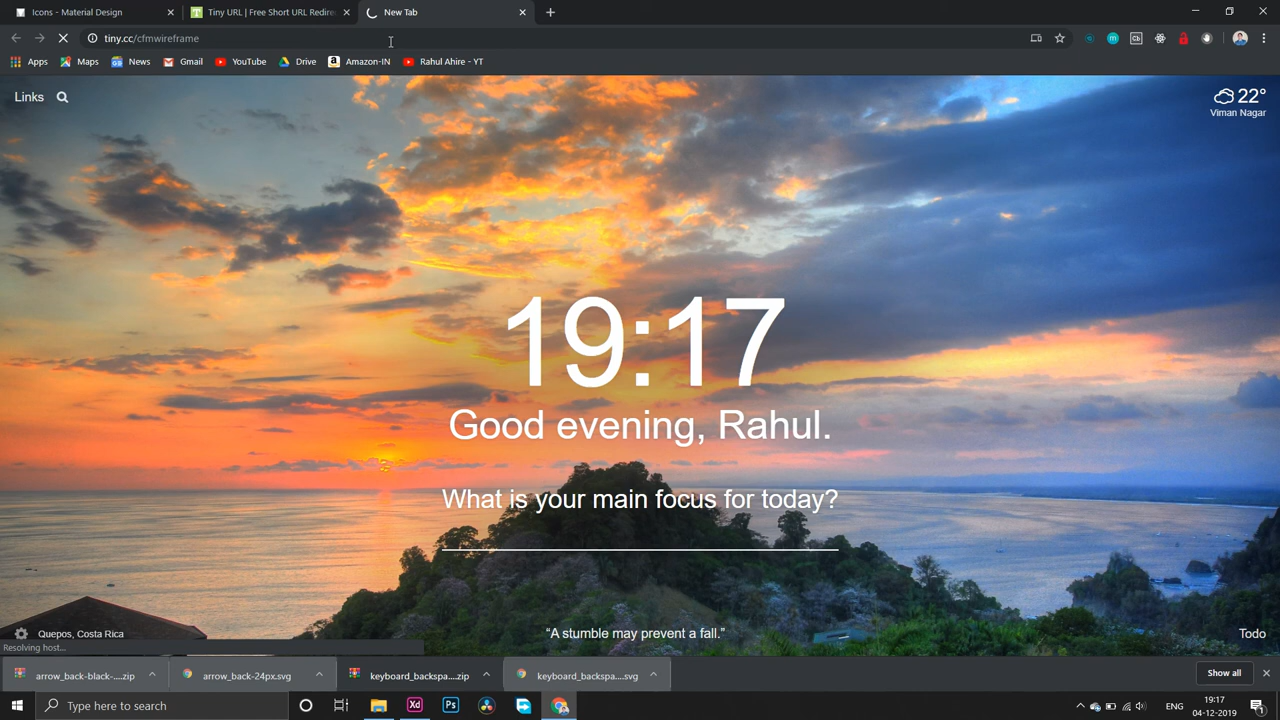 Icons - Material Design
Tiny URL | Free Short URL Redire
New Tab
tiny.cc/cfmwireframe
Apps
Maps
News
Gmail
YouTube
Drive
Amazon-IN
Rahul Ahire - YT
Links
22°
Viman Nagar
19:17
Good evening, Rahul.
What is your main focus for today?
Quepos, Costa Rica
“A stumble may prevent a fall.”
Todo
Resolving host...
arrow_back-black-....zip
arrow_back-24px.svg
keyboard_backspa....zip
keyboard_backspa....svg
Show all
Type here to search
Xd
Ps
ENG
19:17
04-12-2019